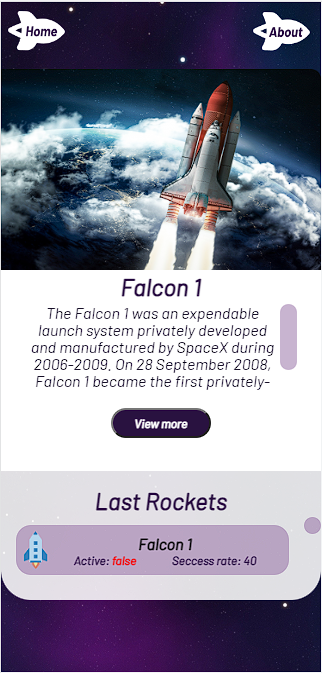 Home
About
Falcon 1
The Falcon 1 was an expendable
launch system privately developed
and manufactured by SpaceX during
2006-2009. On 28 September 2008,
Falcon 1 became the first privately-
View more
Last Rockets
Falcon 1
Active: false Seccess rate: 40